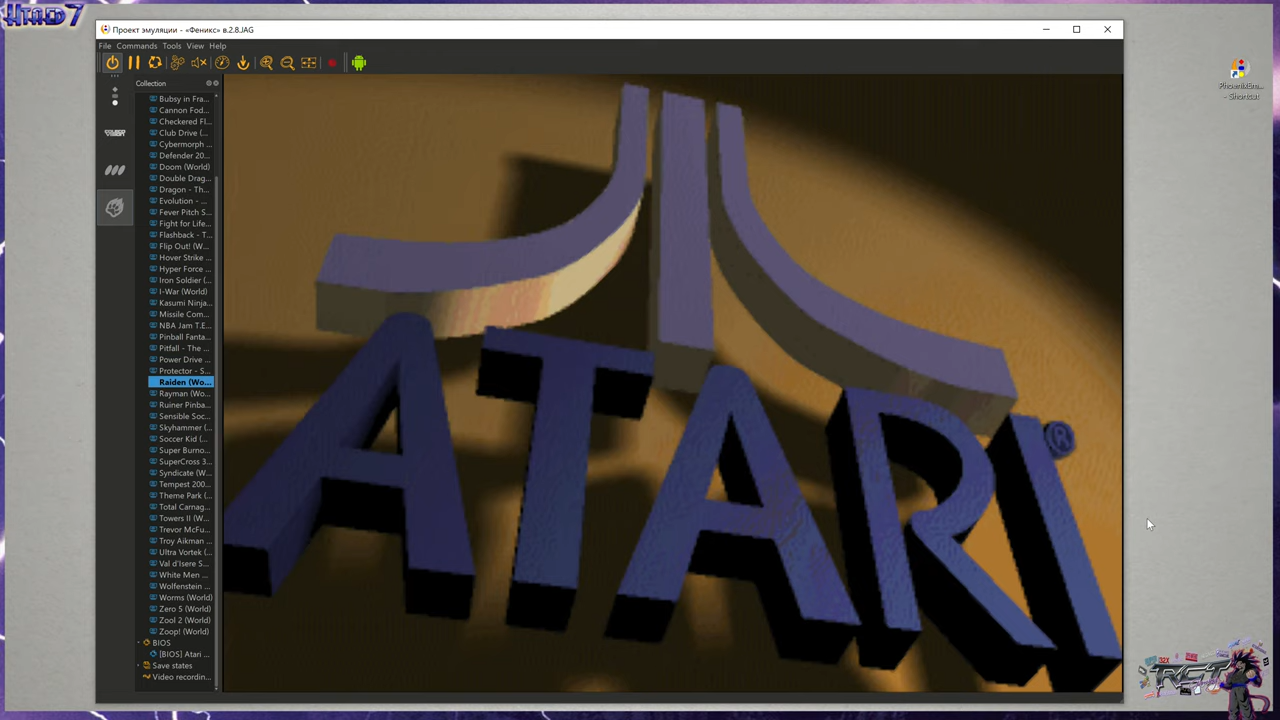 Проект эмуляции - «Феникс» в.2.8.JAG
File Commands Tools View Help
Collection
Bubsy in Fra...
Cannon Fod...
Checkered Fl...
Club Drive (...
Cybermorph ...
Defender 20...
Doom (World)
Double Drag...
Dragon - Th...
Evolution - ...
Fever Pitch S...
Fight for Life...
Flashback - T...
Flip Out! (W...
Hover Strike ...
Hyper Force ...
Iron Soldier (...
I-War (World)
Kasumi Ninja...
Missile Com...
NBA Jam T.E...
Pinball Fanta...
Pitfall - The ...
Power Drive ...
Protector - S...
Raiden (Wo...
Rayman (Wo...
Ruiner Pinba...
Sensible Soc...
Skyhammer (...
Soccer Kid (...
Super Burno...
SuperCross 3...
Syndicate (W...
Tempest 200...
Theme Park (...
Total Carnag...
Towers II (W...
Trevor McFu...
Troy Aikman ...
Ultra Vortek (...
Val d'Isere S...
White Men ...
Wolfenstein ...
Worms (World)
Zero 5 (World)
Zool 2 (World)
Zoop! (World)
BIOS
[BIOS] Atari ...
Save states
Video recordin...
ATARI®
PhoenixEm...
- Shortcut